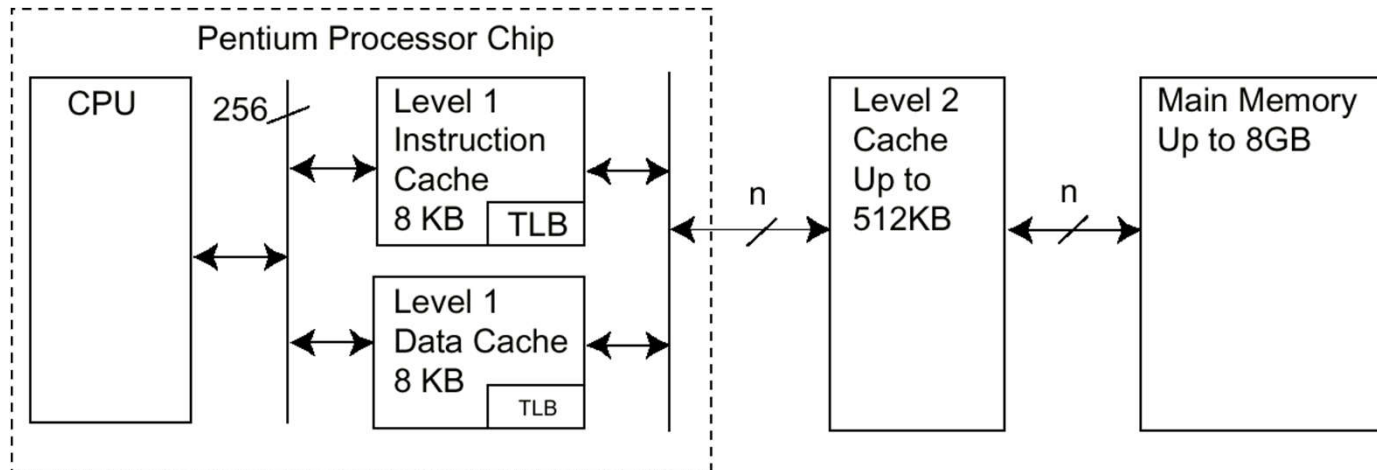 Pentium Processor Chip
CPU
256
Level 1
Instruction
Cache
8 KB
TLB
Level 1
Data Cache
8 KB
TLB
n
Level 2
Cache
Up to
512KB
n
Main Memory
Up to 8GB